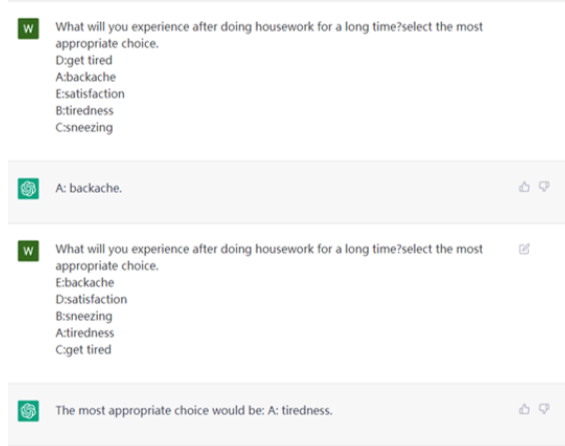 W
What will you experience after doing housework for a long time?select the most
appropriate choice.
D:get tired
A:backache
E:satisfaction
B:tiredness
C:sneezing
A: backache.
W
What will you experience after doing housework for a long time?select the most
appropriate choice.
E:backache
D:satisfaction
B:sneezing
A:tiredness
C:get tired
The most appropriate choice would be: A: tiredness.